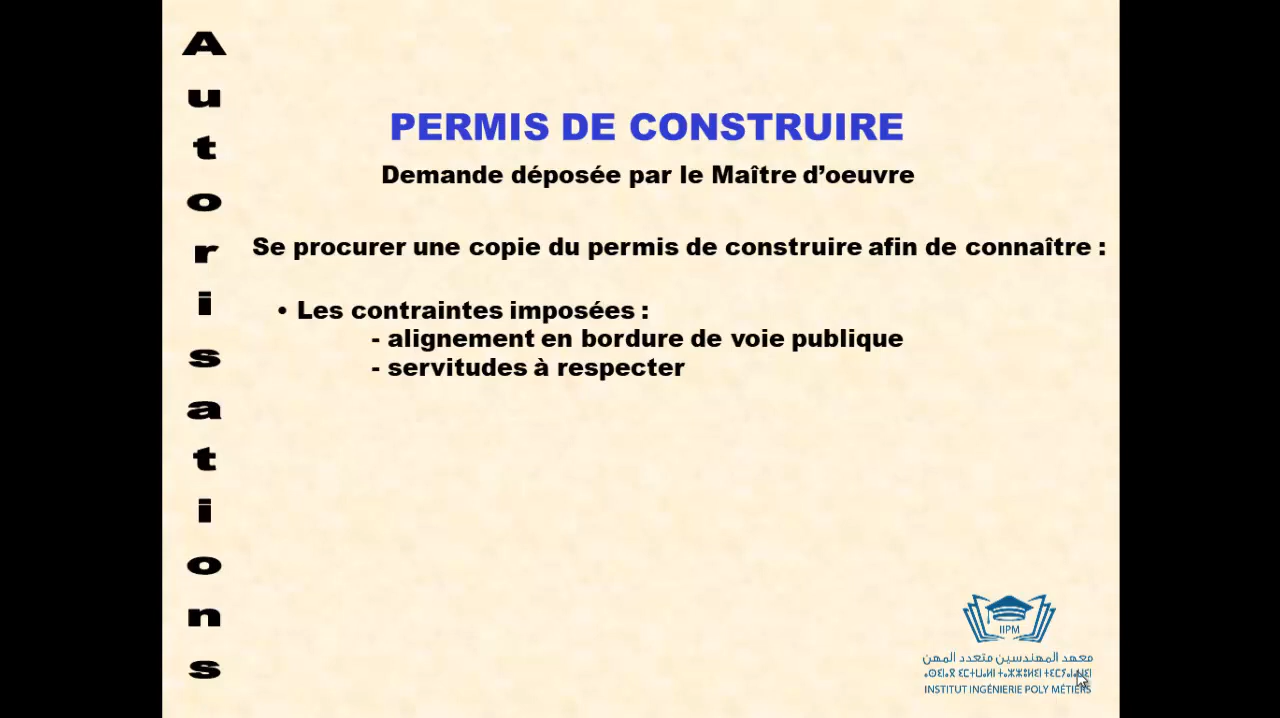 Autorisations
PERMIS DE CONSTRUIRE
Demande déposée par le Maître d’oeuvre
Se procurer une copie du permis de construire afin de connaître :
• Les contraintes imposées :
- alignement en bordure de voie publique
- servitudes à respecter
IIPM
معهد المهندسين متعدد المهن
INSTITUT INGÉNIERIE POLY MÉTIERS